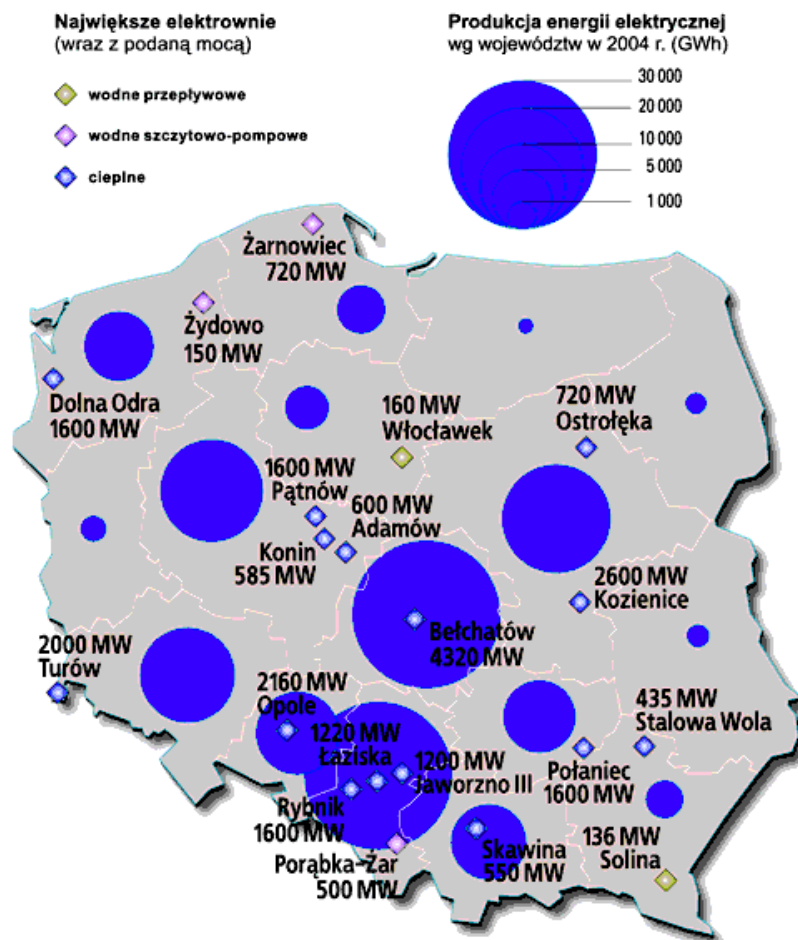 Największe elektrownie
(wraz z podaną mocą)
wodne przepływowe
wodne szczytowo-pompowe
cieplne
Produkcja energii elektrycznej
wg województw w 2004 r. (GWh)
30 000
20 000
10 000
5 000
1 000
Żarnowiec
720 MW
Żydowo
150 MW
Dolna Odra
1600 MW
160 MW
Włocławek
720 MW
Ostrołęka
1600 MW
Pątnów
600 MW
Adamów
Konin
585 MW
2600 MW
Kozienice
Bełchatów
4320 MW
2000 MW
Turów
2160 MW
Opole
1220 MW
Łaziska
1200 MW
Jaworzno III
435 MW
Stalowa Wola
Połaniec
1600 MW
Rybnik
1600 MW
Porąbka-Żar
500 MW
Skawina
550 MW
136 MW
Solina